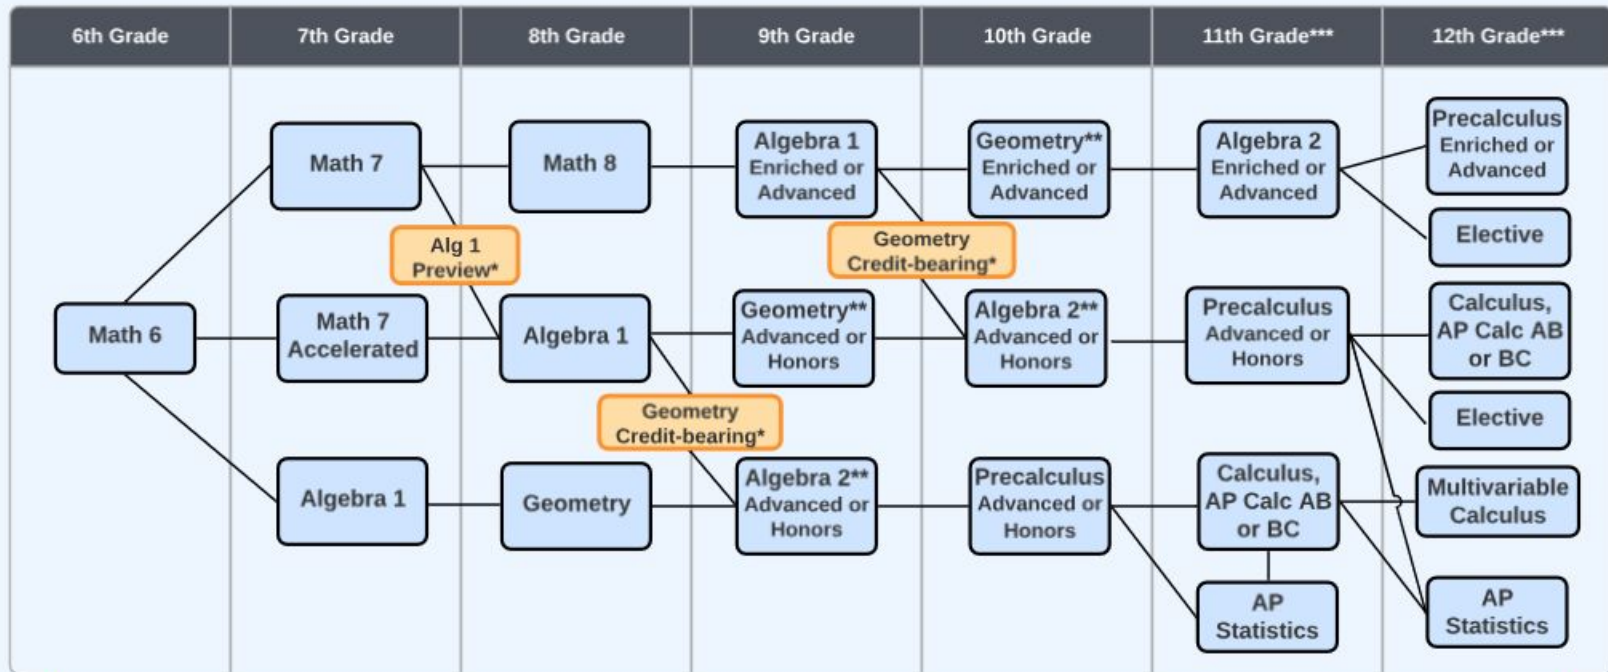 6th Grade
7th Grade
8th Grade
9th Grade
10th Grade
11th Grade***
12th Grade***
Math 6
Math 7
Alg 1
Preview*
Math 7
Accelerated
Algebra 1
Math 8
Algebra 1
Geometry
Credit-bearing*
Geometry
Algebra 1
Enriched or
Advanced
Geometry
Credit-bearing*
Geometry**
Advanced or
Honors
Algebra 2**
Advanced or
Honors
Geometry**
Enriched or
Advanced
Algebra 2**
Advanced or
Honors
Precalculus
Advanced or
Honors
Algebra 2
Enriched or
Advanced
Precalculus
Advanced or
Honors
Calculus,
AP Calc AB
or BC
AP
Statistics
Precalculus
Enriched or
Advanced
Elective
Calculus,
AP Calc AB
or BC
Elective
Multivariable
Calculus
AP
Statistics